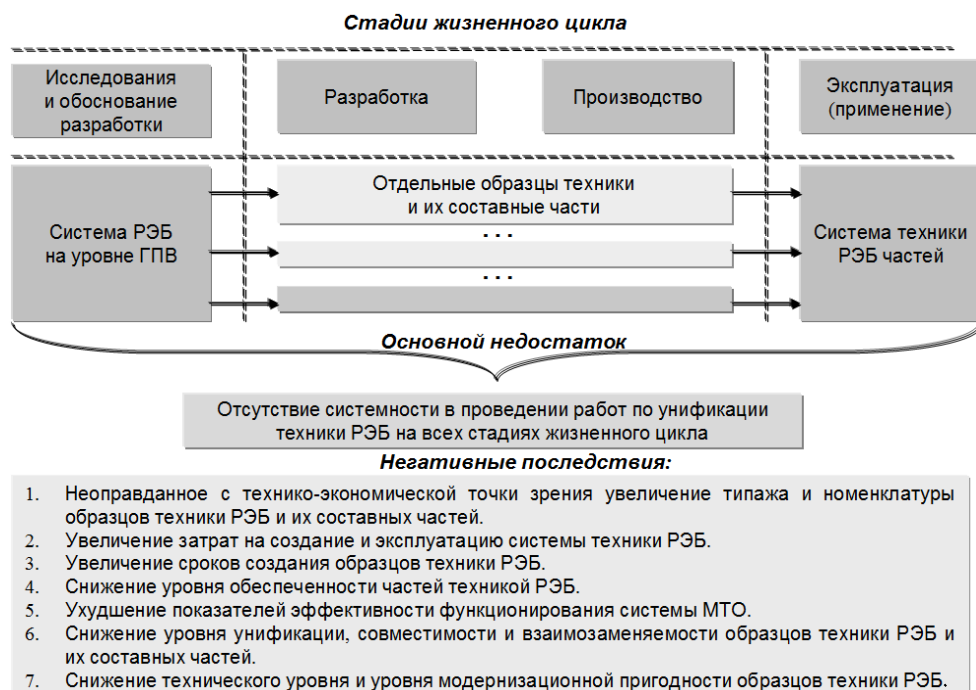 Стадии жизненного цикла
Исследования
и обоснование
разработки
Разработка
Производство
Эксплуатация
(применение)
Система РЭБ
на уровне ГПВ
Отдельные образцы техники
и их составные части
. . .
. . .
Система техники
РЭБ частей
Основной недостаток
Отсутствие системности в проведении работ по унификации
техники РЭБ на всех стадиях жизненного цикла
Негативные последствия:
1. Неоправданное с технико-экономической точки зрения увеличение типажа и номенклатуры
образцов техники РЭБ и их составных частей.
2. Увеличение затрат на создание и эксплуатацию системы техники РЭБ.
3. Увеличение сроков создания образцов техники РЭБ.
4. Снижение уровня обеспеченности частей техникой РЭБ.
5. Ухудшение показателей эффективности функционирования системы МТО.
6. Снижение уровня унификации, совместимости и взаимозаменяемости образцов техники РЭБ и
их составных частей.
7. Снижение технического уровня и уровня модернизационной пригодности образцов техники РЭБ.